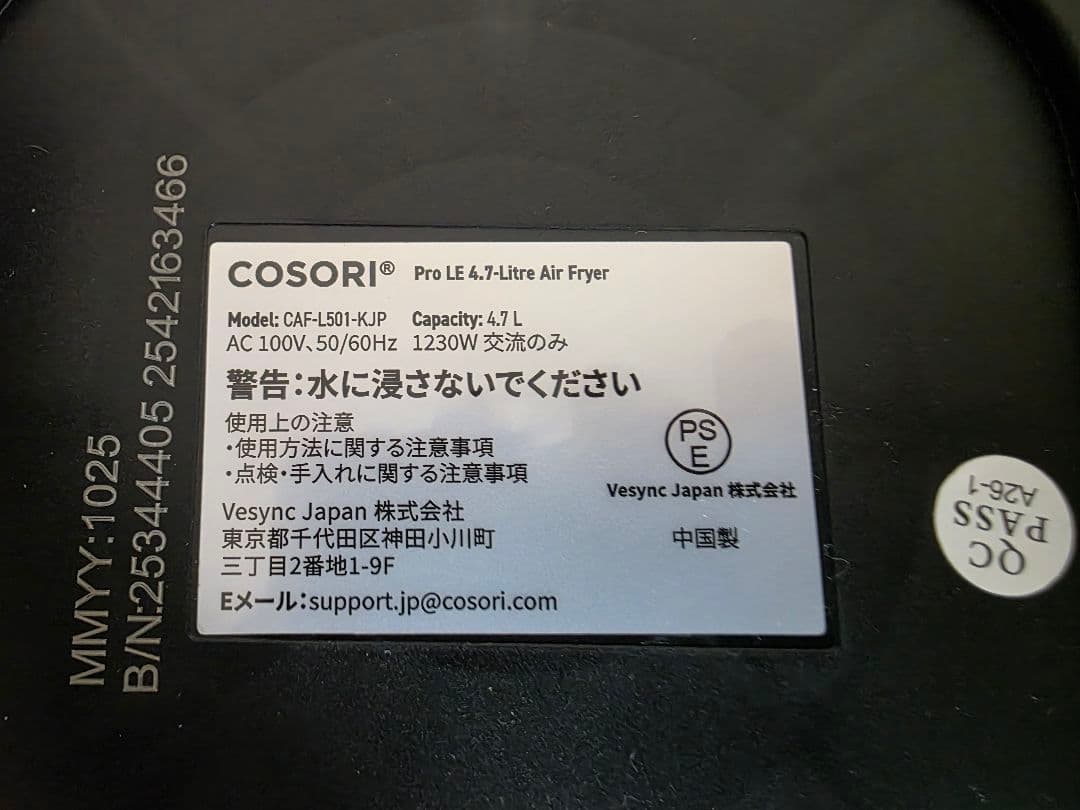 COSORI® Pro LE 4.7-Litre Air Fryer
Model: CAF-L501-KJP Capacity: 4.7 L
AC 100V、50/60Hz 1230W 交流のみ
警告：水に浸さないでください
使用上の注意
・使用方法に関する注意事項
・点検・手入れに関する注意事項
Vesync Japan 株式会社
東京都千代田区神田小川町
三丁目2番地1-9F
Eメール：support.jp@cosori.com
PS
E
Vesync Japan 株式会社
中国製
MMYY:1025
B/N:25344405 2542163466
QC
PASS
A26-1